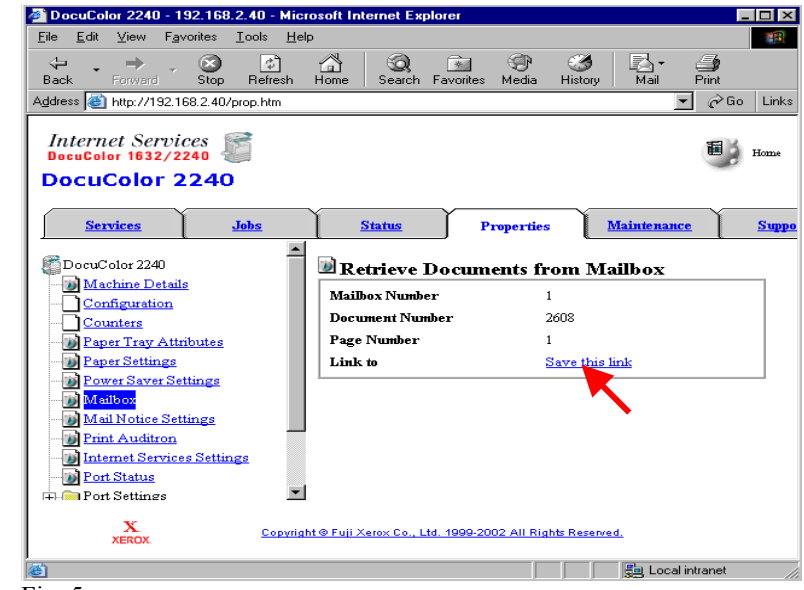 DocuColor 2240 - 192.168.2.40 - Microsoft Internet Explorer
File Edit View Favorites Tools Help
Back Forward Stop Refresh Home Search Favorites Media History Mail Print
Address http://192.168.2.40/prop.htm Go Links
Internet Services
DocuColor 1632/2240
DocuColor 2240
Home
Services Jobs Status Properties Maintenance Suppo
DocuColor 2240
Machine Details
Configuration
Counters
Paper Tray Attributes
Paper Settings
Power Saver Settings
Mailbox
Mail Notice Settings
Print Auditron
Internet Services Settings
Port Status
Port Settings
Retrieve Documents from Mailbox
Mailbox Number 1
Document Number 2608
Page Number 1
Link to Save this link
X
XEROX.
Copyright © Fuji Xerox Co., Ltd. 1999-2002 All Rights Reserved.
Local intranet